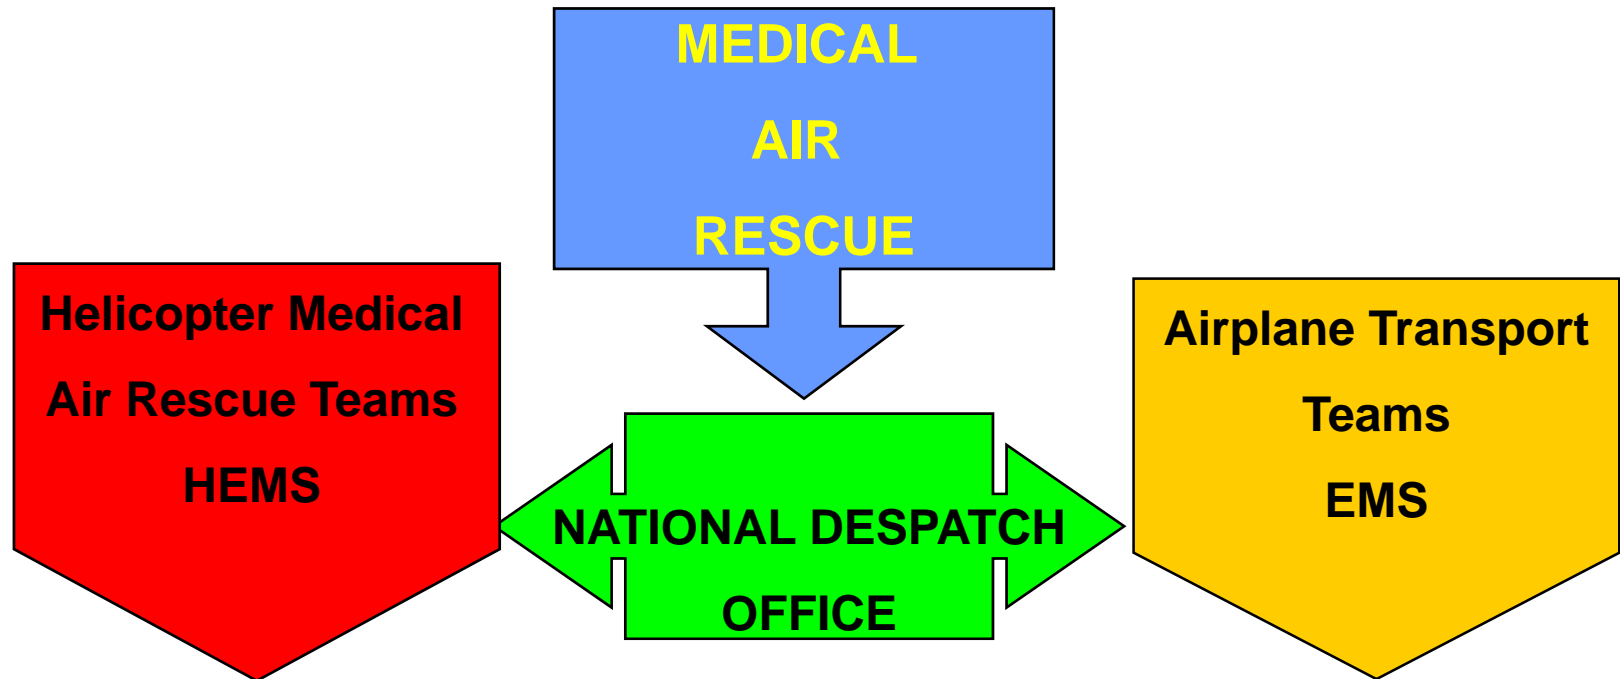 MEDICAL
AIR
RESCUE
Helicopter Medical
Air Rescue Teams
HEMS
NATIONAL DESPATCH
OFFICE
Airplane Transport
Teams
EMS